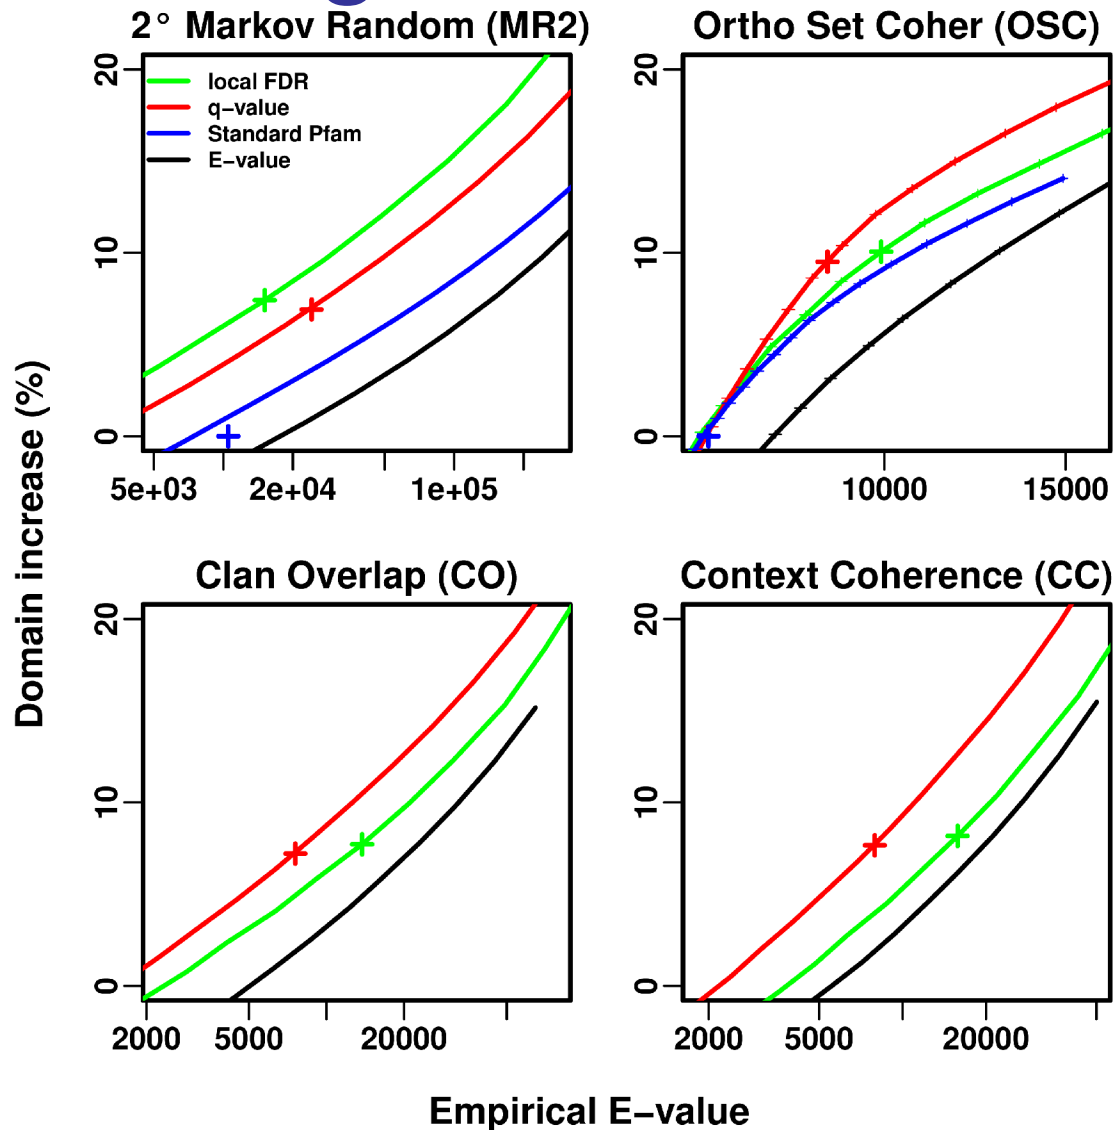 2° Markov Random (MR2)
Ortho Set Coher (OSC)
20
10
0
local FDR
q−value
Standard Pfam
E−value
5e+03 2e+04 1e+05
20
10
0
10000 15000
Domain increase (%)
Clan Overlap (CO)
Context Coherence (CC)
20
10
0
2000 5000 20000
20
10
0
2000 5000 20000
Empirical E−value